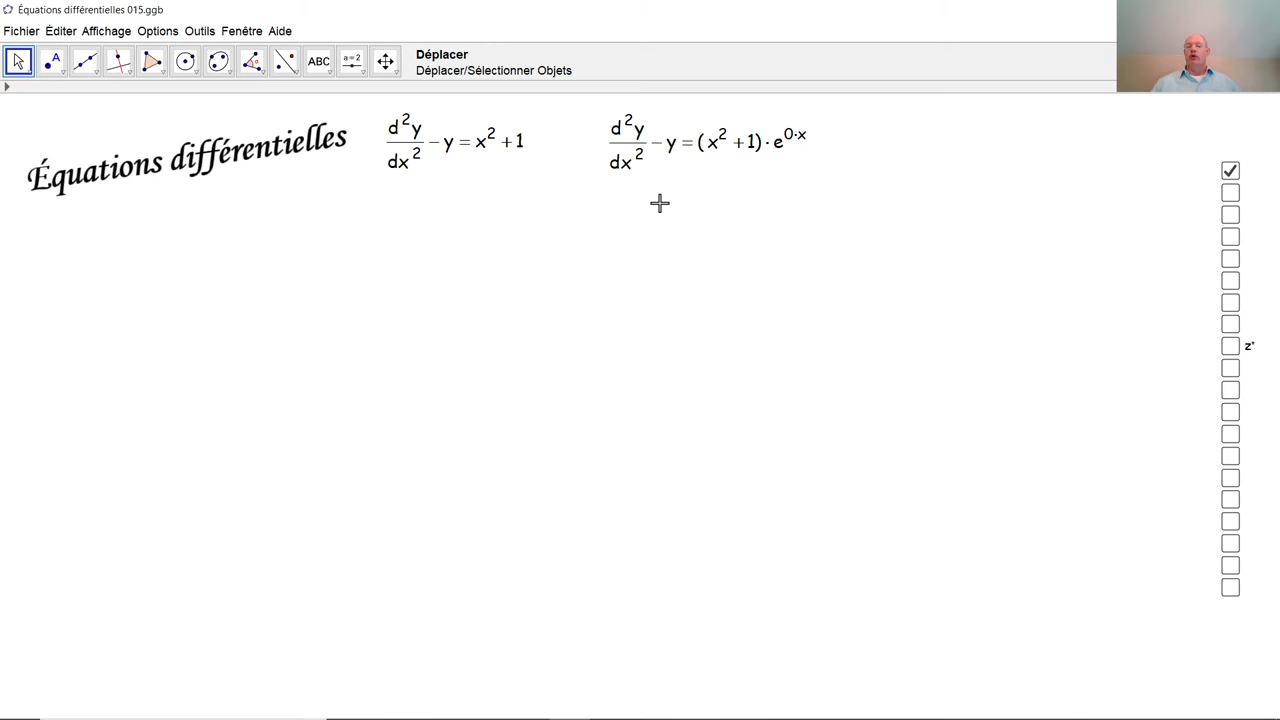 Équations différentielles 015.ggb
Fichier Éditer Affichage Options Outils Fenêtre Aide
A
ABC
a=2
Déplacer
Déplacer/Sélectionner Objets
Équations différentielles
d²y/dx² − y = x² + 1
d²y/dx² − y = (x² + 1) · e^(0·x)
z*